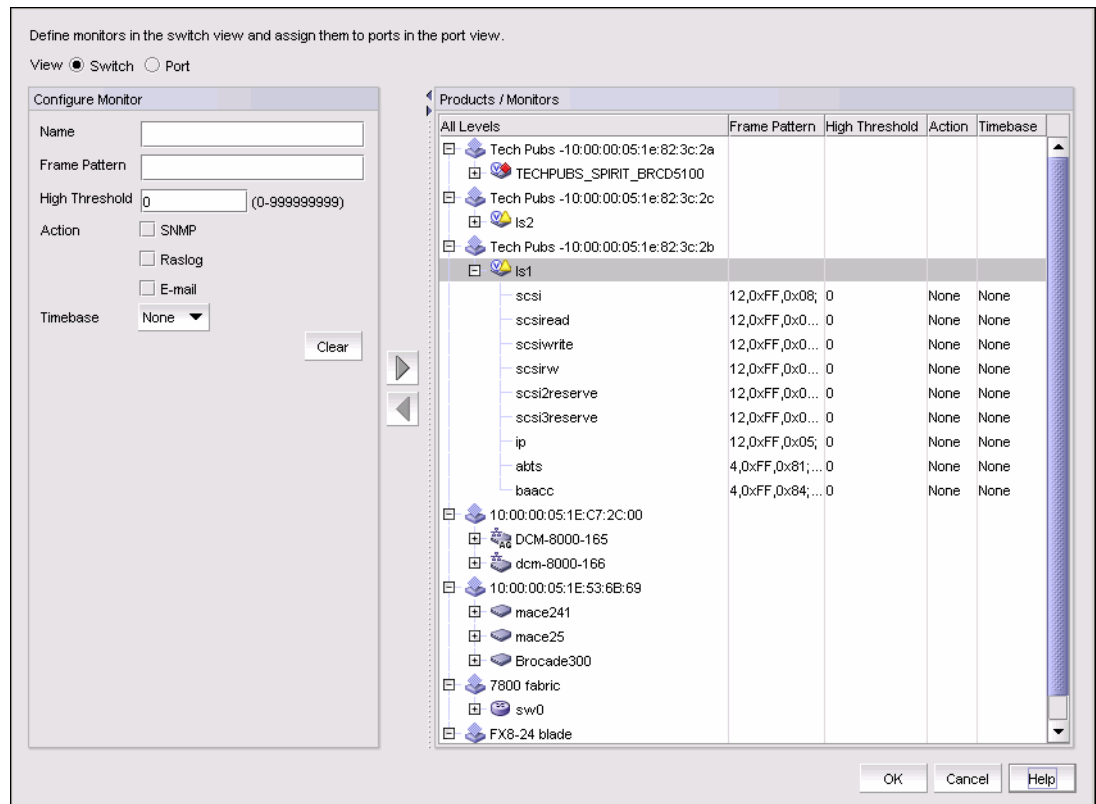 Define monitors in the switch view and assign them to ports in the port view.
View Switch Port
Configure Monitor
Name
Frame Pattern
High Threshold 0 (0-999999999)
Action SNMP
Raslog
E-mail
Timebase None
Clear
Products / Monitors
All Levels Frame Pattern High Threshold Action Timebase
Tech Pubs -10:00:00:05:1e:82:3c:2a
TECHPUBS_SPIRIT_BRCD5100
Tech Pubs -10:00:00:05:1e:82:3c:2c
ls2
Tech Pubs -10:00:00:05:1e:82:3c:2b
ls1
scsi 12,0xFF,0x08; 0 None None
scsiread 12,0xFF,0x0... 0 None None
scsiwrite 12,0xFF,0x0... 0 None None
scsirw 12,0xFF,0x0... 0 None None
scsi2reserve 12,0xFF,0x0... 0 None None
scsi3reserve 12,0xFF,0x0... 0 None None
ip 12,0xFF,0x05; 0 None None
abts 4,0xFF,0x81;... 0 None None
baacc 4,0xFF,0x84;... 0 None None
10:00:00:05:1E:C7:2C:00
AG DCM-8000-165
dcm-8000-166
10:00:00:05:1E:53:6B:69
mace241
mace25
Brocade300
7800 fabric
sw0
FX8-24 blade
OK Cancel Help